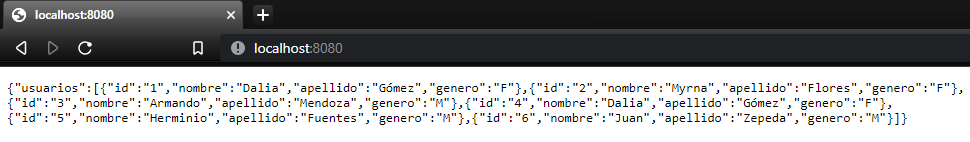 localhost:8080
localhost:8080
{"usuarios":[{"id":"1","nombre":"Dalia","apellido":"Gómez","genero":"F"},{"id":"2","nombre":"Myrna","apellido":"Flores","genero":"F"},
{"id":"3","nombre":"Armando","apellido":"Mendoza","genero":"M"},{"id":"4","nombre":"Dalia","apellido":"Gómez","genero":"F"},
{"id":"5","nombre":"Herminio","apellido":"Fuentes","genero":"M"},{"id":"6","nombre":"Juan","apellido":"Zepeda","genero":"M"}]}